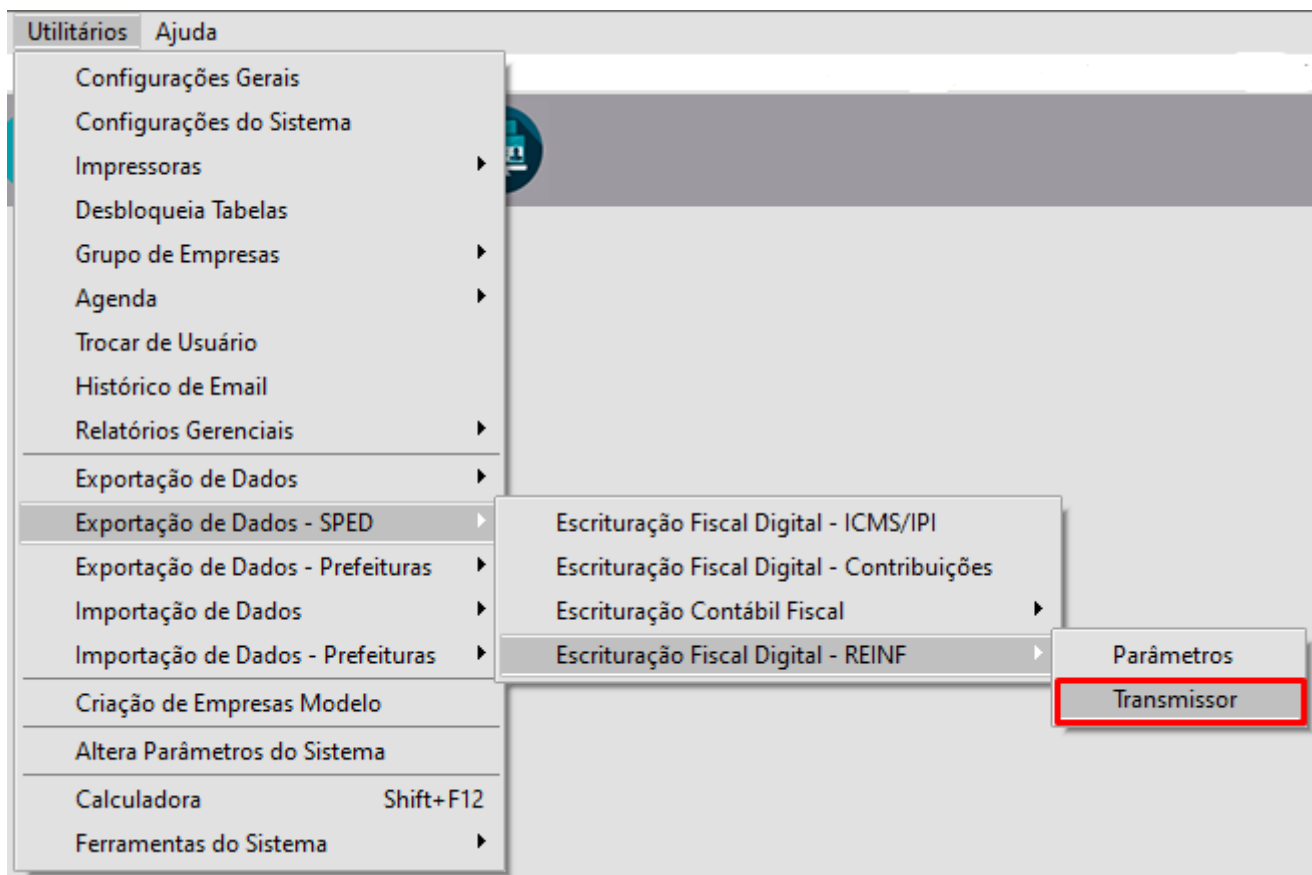 Utilitários Ajuda
Configurações Gerais
Configurações do Sistema
Impressoras
Desbloqueia Tabelas
Grupo de Empresas
Agenda
Trocar de Usuário
Histórico de Email
Relatórios Gerenciais
Exportação de Dados
Exportação de Dados - SPED
Exportação de Dados - Prefeituras
Importação de Dados
Importação de Dados - Prefeituras
Criação de Empresas Modelo
Altera Parâmetros do Sistema
Calculadora Shift+F12
Ferramentas do Sistema
Escrituração Fiscal Digital - ICMS/IPI
Escrituração Fiscal Digital - Contribuições
Escrituração Contábil Fiscal
Escrituração Fiscal Digital - REINF
Parâmetros
Transmissor